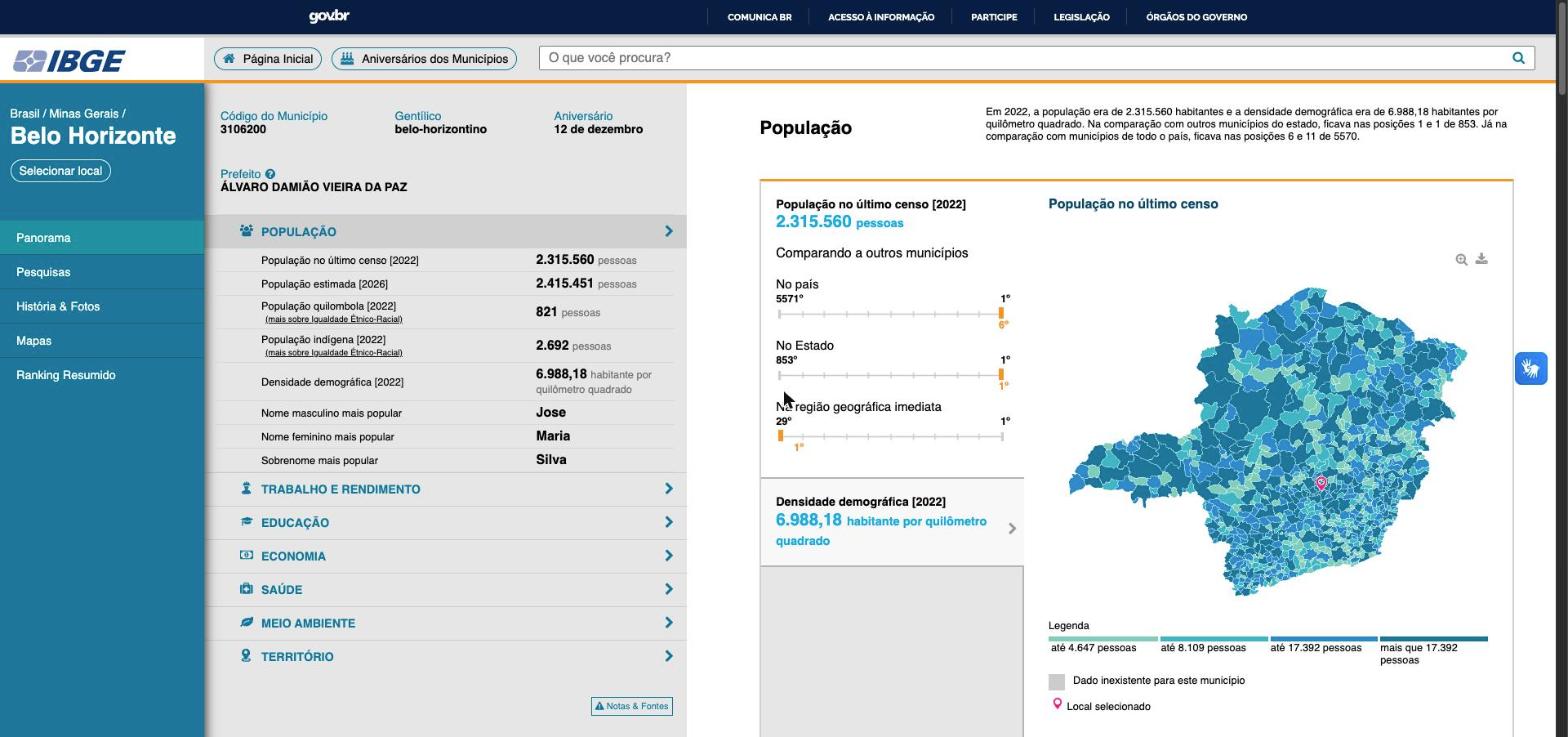 govbr
COMUNICA BR
ACESSO À INFORMAÇÃO
PARTICIPE
LEGISLAÇÃO
ÓRGÃOS DO GOVERNO
IBGE
Página Inicial
Aniversários dos Municípios
O que você procura?
Brasil / Minas Gerais /
Belo Horizonte
Selecionar local
Panorama
Pesquisas
História & Fotos
Mapas
Ranking Resumido
Código do Município
3106200
Gentílico
belo-horizontino
Aniversário
12 de dezembro
Prefeito
ÁLVARO DAMIÃO VIEIRA DA PAZ
POPULAÇÃO
População no último censo [2022] 2.315.560 pessoas
População estimada [2026] 2.415.451 pessoas
População quilombola [2022] 821 pessoas
(mais sobre Igualdade Étnico-Racial)
População indígena [2022] 2.692 pessoas
(mais sobre Igualdade Étnico-Racial)
Densidade demográfica [2022] 6.988,18 habitante por
quilômetro quadrado
Nome masculino mais popular Jose
Nome feminino mais popular Maria
Sobrenome mais popular Silva
TRABALHO E RENDIMENTO
EDUCAÇÃO
ECONOMIA
SAÚDE
MEIO AMBIENTE
TERRITÓRIO
Notas & Fontes
População
Em 2022, a população era de 2.315.560 habitantes e a densidade demográfica era de 6.988,18 habitantes por
quilômetro quadrado. Na comparação com outros municípios do estado, ficava nas posições 1 e 1 de 853. Já na
comparação com municípios de todo o país, ficava nas posições 6 e 11 de 5570.
População no último censo [2022]
2.315.560 pessoas
Comparando a outros municípios
No país
5571º 1º
6º
No Estado
853º 1º
1º
Na região geográfica imediata
29º 1º
1º
Densidade demográfica [2022]
6.988,18 habitante por quilômetro
quadrado
População no último censo
Legenda
até 4.647 pessoas
até 8.109 pessoas
até 17.392 pessoas
mais que 17.392
pessoas
Dado inexistente para este município
Local selecionado